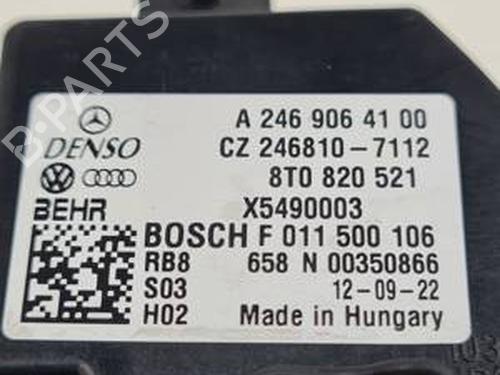 B-PARTS
A 246 906 41 00
DENSO CZ 246810-7112
8T0 820 521
BEHR X5490003
BOSCH F 011 500 106
RB8 658 N 00350866
S03 12-09-22
H02 Made in Hungary